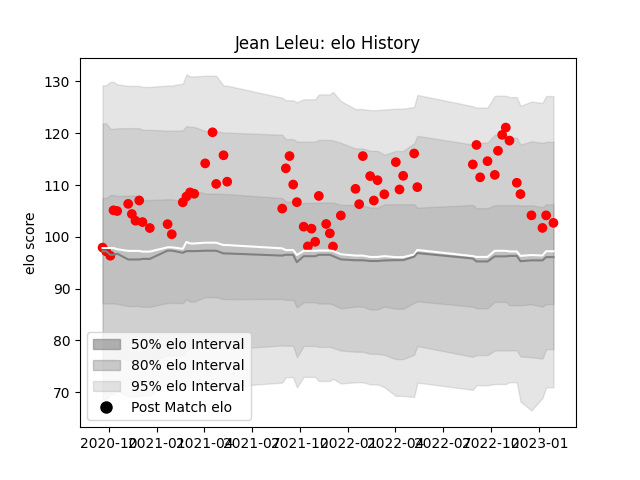 Jean Leleu: elo History
elo score
130
120
110
100
90
80
70
50% elo Interval
80% elo Interval
95% elo Interval
Post Match elo
2020-10 2021-01 2021-04 2021-07 2021-10 2022-01 2022-04 2022-07 2022-10 2023-01